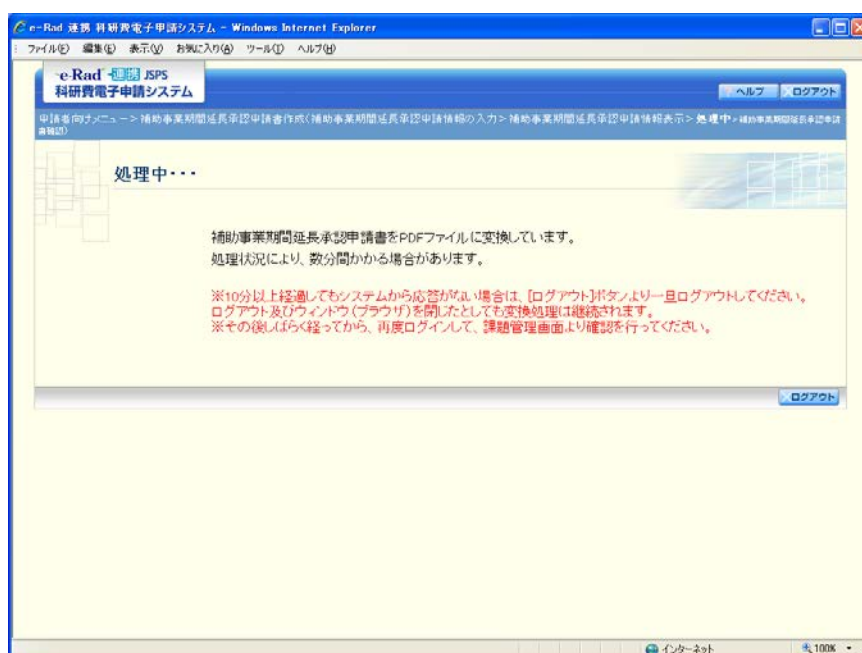 e-Rad 連携 科研費電子申請システム - Windows Internet Explorer
ファイル(F) 編集(E) 表示(V) お気に入り(A) ツール(T) ヘルプ(H)
e-Rad 連携 JSPS
科研費電子申請システム
ヘルプ ログアウト
申請者向けメニュー>補助事業期間延長承認申請書作成(補助事業期間延長承認申請情報の入力>補助事業期間延長承認申請情報表示>処理中>補助事業期間延長承認申請
書確認)
処理中・・・
補助事業期間延長承認申請書をPDFファイルに変換しています。
処理状況により、数分間かかる場合があります。
※10分以上経過してもシステムから応答がない場合は、[ログアウト]ボタンより一旦ログアウトしてください。
ログアウト及びウィンドウ(ブラウザ)を閉じたとしても変換処理は継続されます。
※その後しばらく経ってから、再度ログインして、課題管理画面より確認を行ってください。
ログアウト
インターネット 100%